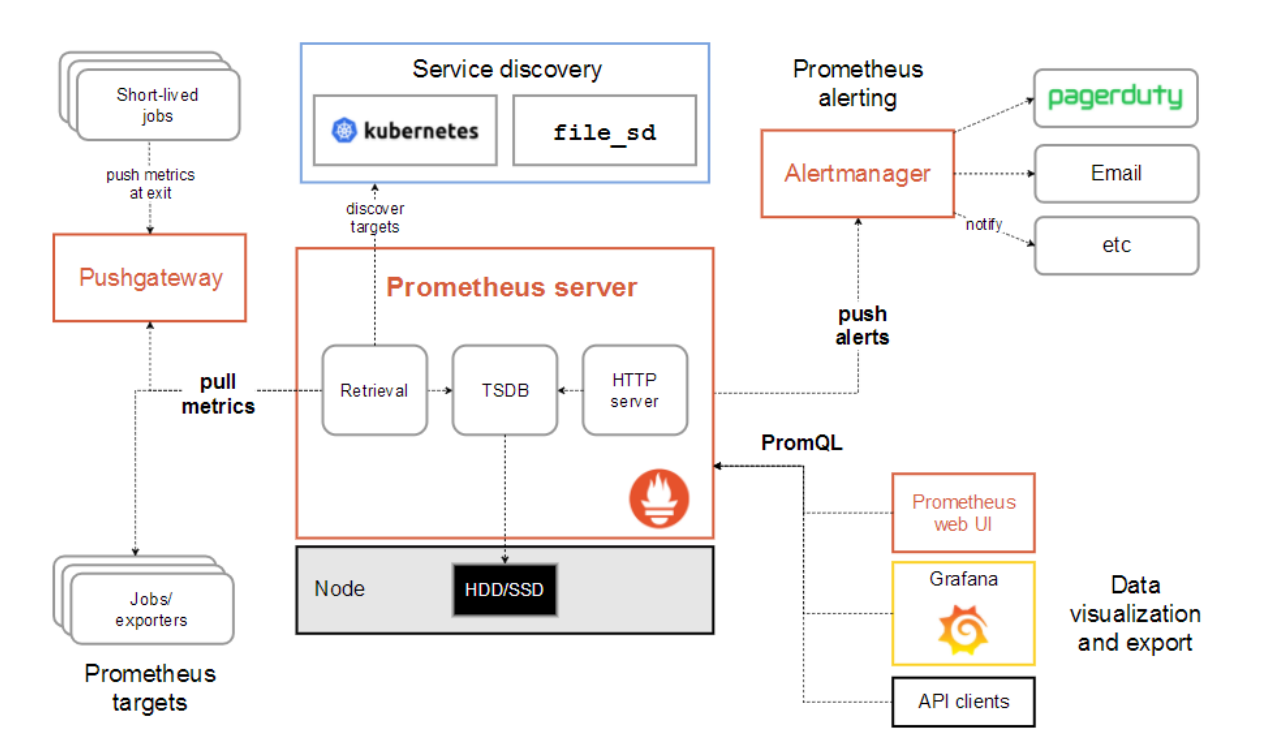 Short-lived
jobs
push metrics
at exit
Pushgateway
pull
metrics
Jobs/
exporters
Prometheus
targets
Service discovery
kubernetes
file_sd
discover
targets
Prometheus server
Retrieval
TSDB
HTTP
server
Node
HDD/SSD
Prometheus
alerting
Alertmanager
pagerduty
Email
etc
notify
push
alerts
PromQL
Prometheus
web UI
Grafana
API clients
Data
visualization
and export